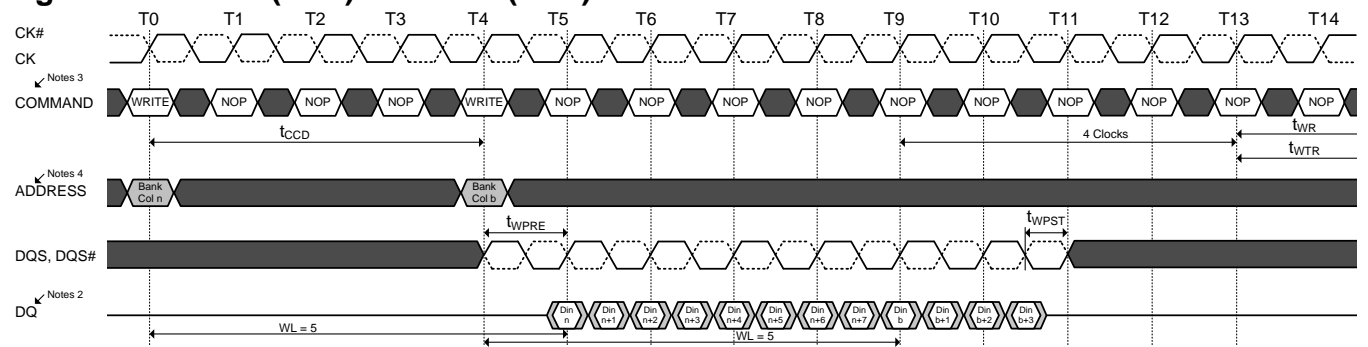 T0 T1 T2 T3 T4 T5 T6 T7 T8 T9 T10 T11 T12 T13 T14
CK#
CK
Notes 3
COMMAND WRITE NOP NOP NOP WRITE NOP NOP NOP NOP NOP NOP NOP NOP NOP NOP
tCCD 4 Clocks tWR
tWTR
Notes 4
ADDRESS Bank Col n Bank Col b
tWPRE tWPST
DQS, DQS#
Notes 2
DQ Din n Din n+1 Din n+2 Din n+3 Din n+4 Din n+5 Din n+6 Din n+7 Din b Din b+1 Din b+2 Din b+3
WL = 5 WL = 5